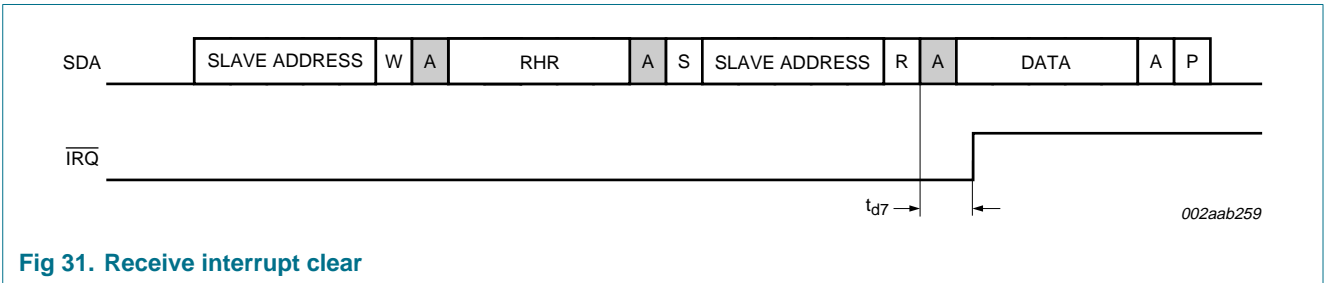 SDA SLAVE ADDRESS W A RHR A S SLAVE ADDRESS R A DATA A P
IRQ
td7
002aab259
Fig 31. Receive interrupt clear